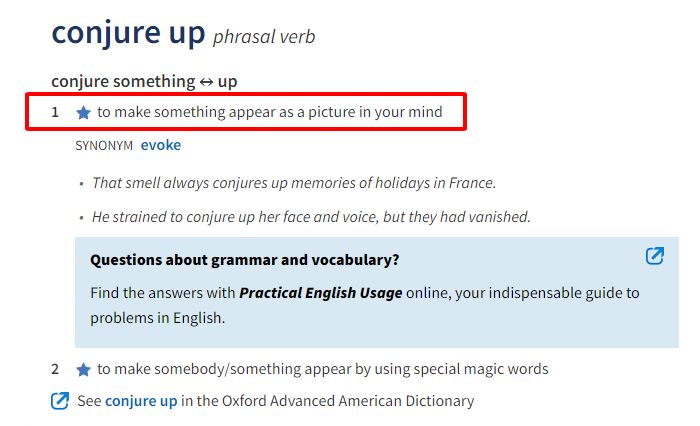 conjure up phrasal verb
conjure something ↔ up
1 ★ to make something appear as a picture in your mind
SYNONYM evoke
• That smell always conjures up memories of holidays in France.
• He strained to conjure up her face and voice, but they had vanished.
Questions about grammar and vocabulary?
Find the answers with Practical English Usage online, your indispensable guide to
problems in English.
2 ★ to make somebody/something appear by using special magic words
See conjure up in the Oxford Advanced American Dictionary